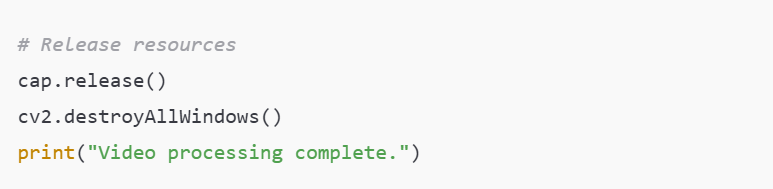 # Release resources
cap.release()
cv2.destroyAllWindows()
print("Video processing complete.")